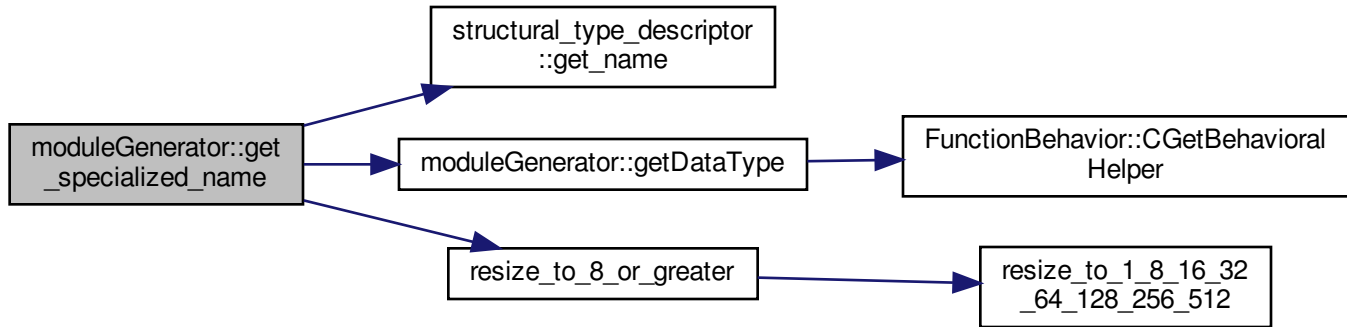 structural_type_descriptor
::get_name
moduleGenerator::get
_specialized_name
moduleGenerator::getDataType
FunctionBehavior::CGetBehavioral
Helper
resize_to_8_or_greater
resize_to_1_8_16_32
_64_128_256_512